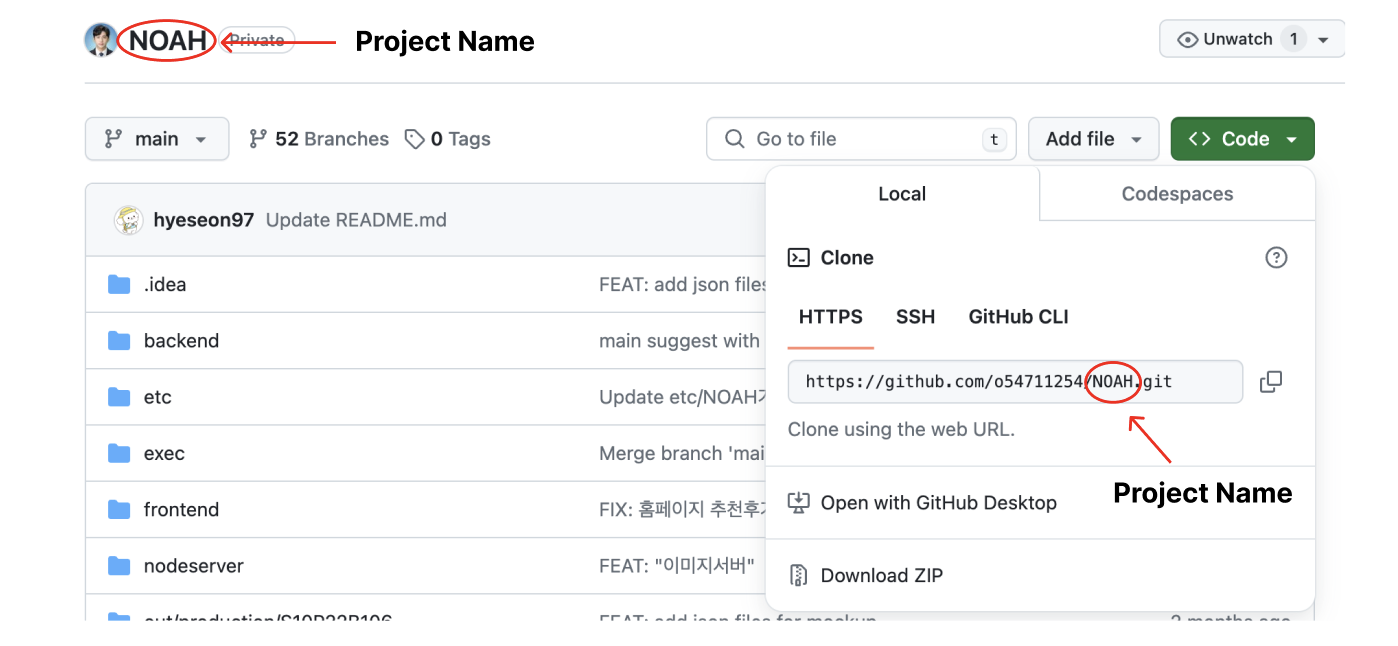 NOAH Private Project Name Unwatch 1
main 52 Branches 0 Tags Go to file t Add file Code
Local Codespaces
hyeseon97 Update README.md
Clone
.idea FEAT: add json files
HTTPS SSH GitHub CLI
backend main suggest with
https://github.com/o54711254/NOAH.git
etc Update etc/NOAH
Clone using the web URL.
exec Merge branch 'mai
Project Name
Open with GitHub Desktop
frontend FIX: 홈페이지 추천후기
nodeserver FEAT: "이미지서버"
Download ZIP
out/production/S10P22B106 FEAT: add json files for mockup 2 months ago